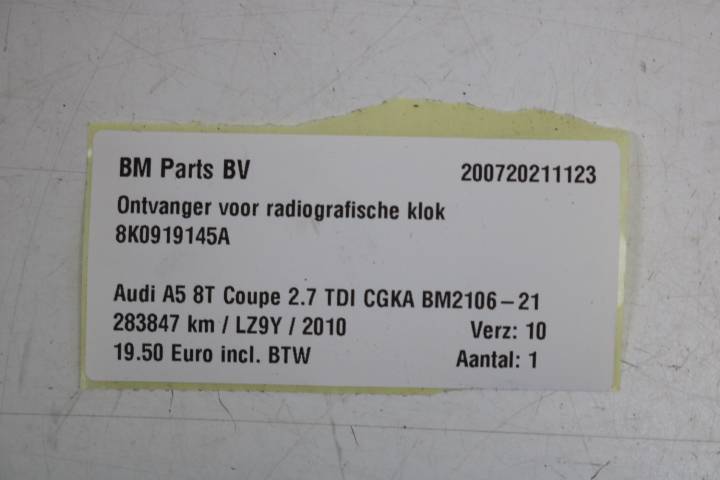 BM Parts BV 200720211123
Ontvanger voor radiografische klok
8K0919145A
Audi A5 8T Coupe 2.7 TDI CGKA BM2106-21
283847 km / LZ9Y / 2010 Verz: 10
19.50 Euro incl. BTW Aantal: 1